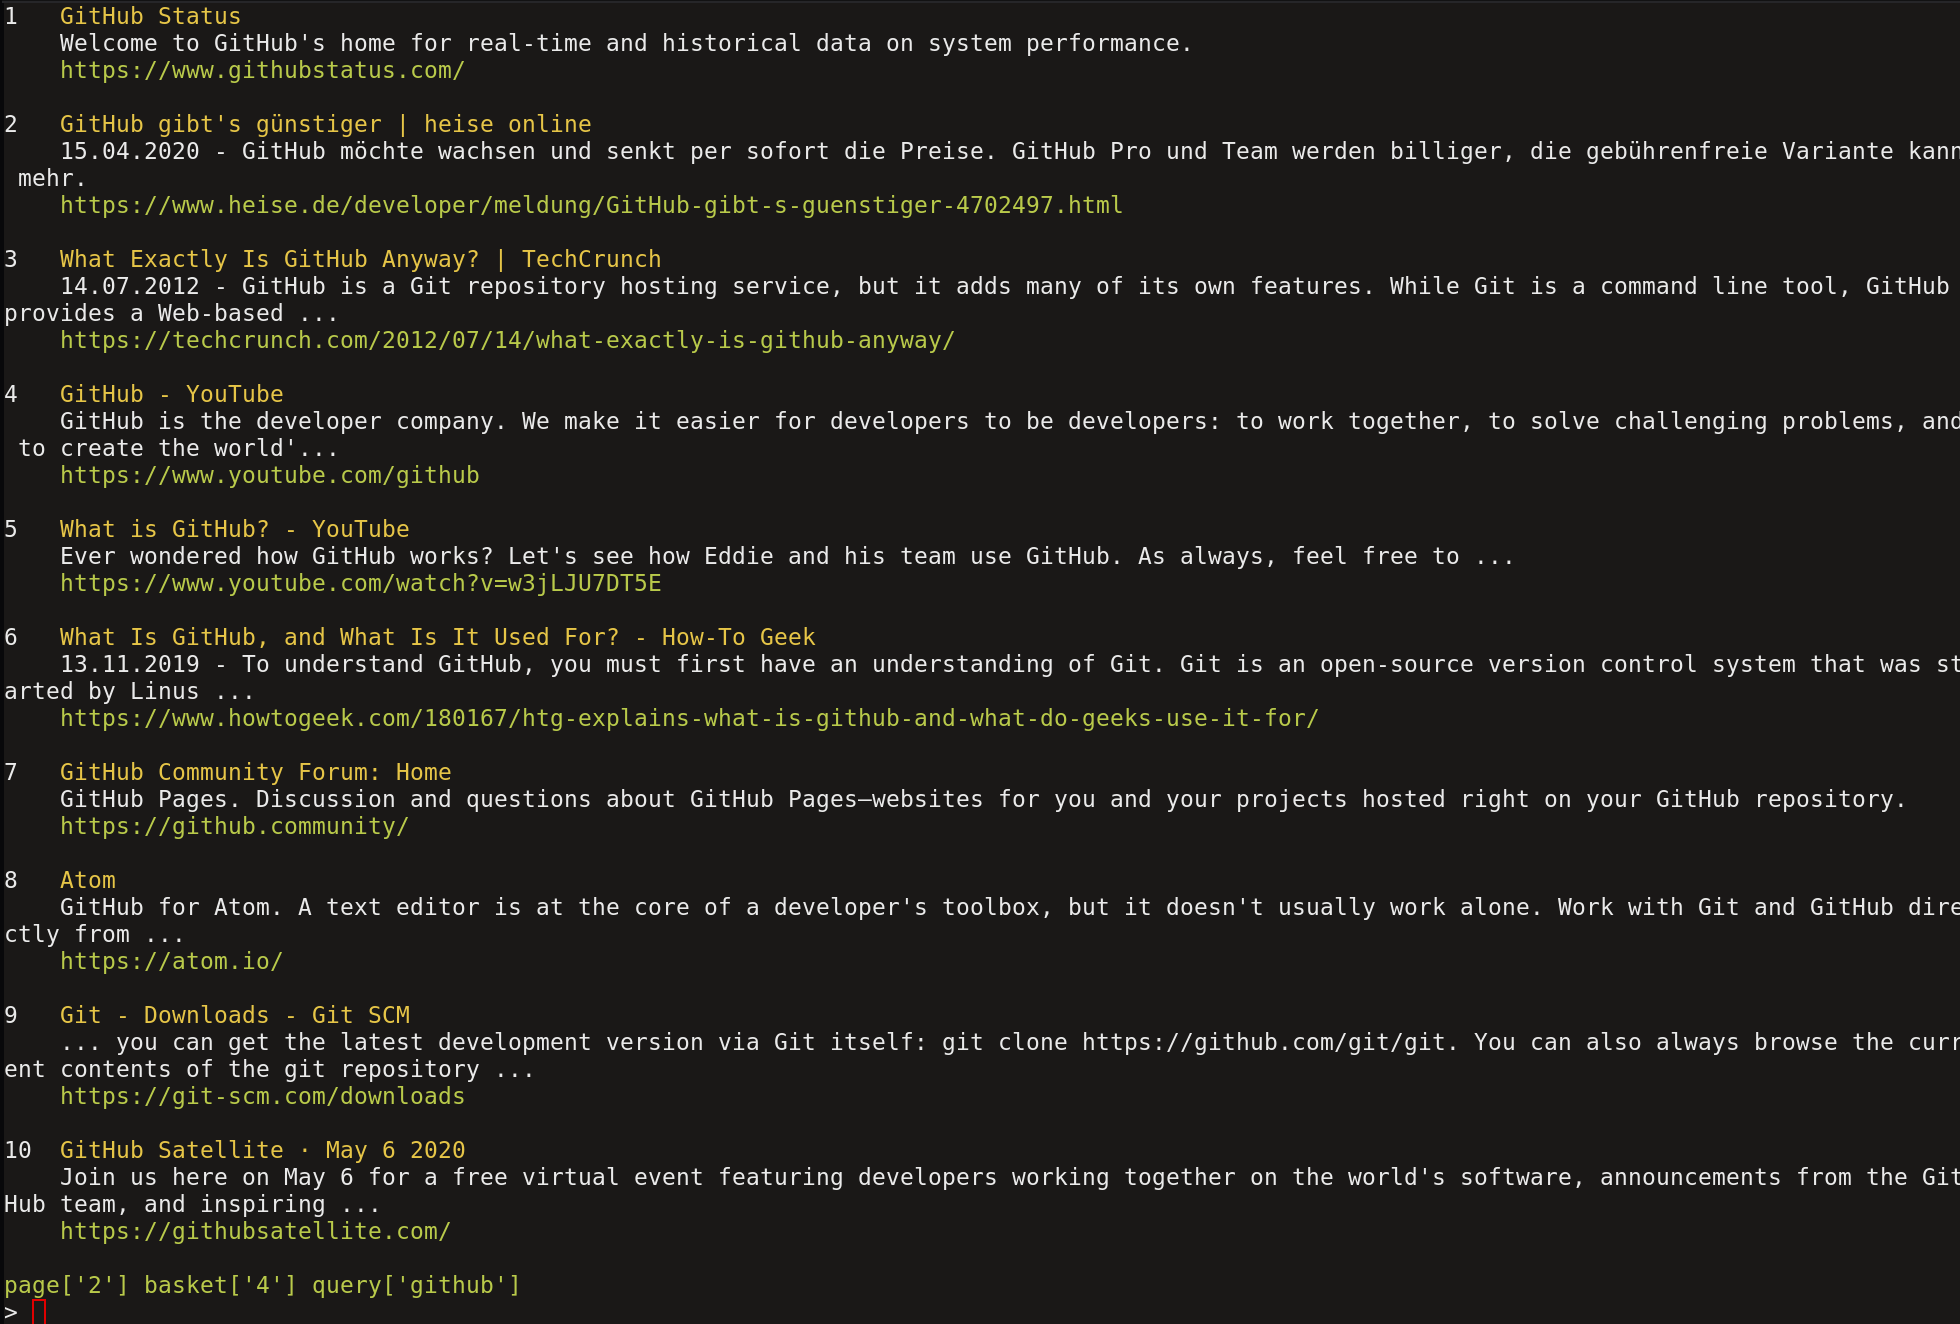 1   GitHub Status
    Welcome to GitHub's home for real-time and historical data on system performance.
    https://www.githubstatus.com/

2   GitHub gibt's günstiger | heise online
    15.04.2020 - GitHub möchte wachsen und senkt per sofort die Preise. GitHub Pro und Team werden billiger, die gebührenfreie Variante kann
 mehr.
    https://www.heise.de/developer/meldung/GitHub-gibt-s-guenstiger-4702497.html

3   What Exactly Is GitHub Anyway? | TechCrunch
    14.07.2012 - GitHub is a Git repository hosting service, but it adds many of its own features. While Git is a command line tool, GitHub
provides a Web-based ...
    https://techcrunch.com/2012/07/14/what-exactly-is-github-anyway/

4   GitHub - YouTube
    GitHub is the developer company. We make it easier for developers to be developers: to work together, to solve challenging problems, and
 to create the world'...
    https://www.youtube.com/github

5   What is GitHub? - YouTube
    Ever wondered how GitHub works? Let's see how Eddie and his team use GitHub. As always, feel free to ...
    https://www.youtube.com/watch?v=w3jLJU7DT5E

6   What Is GitHub, and What Is It Used For? - How-To Geek
    13.11.2019 - To understand GitHub, you must first have an understanding of Git. Git is an open-source version control system that was st
arted by Linus ...
    https://www.howtogeek.com/180167/htg-explains-what-is-github-and-what-do-geeks-use-it-for/

7   GitHub Community Forum: Home
    GitHub Pages. Discussion and questions about GitHub Pages—websites for you and your projects hosted right on your GitHub repository.
    https://github.community/

8   Atom
    GitHub for Atom. A text editor is at the core of a developer's toolbox, but it doesn't usually work alone. Work with Git and GitHub dire
ctly from ...
    https://atom.io/

9   Git - Downloads - Git SCM
    ... you can get the latest development version via Git itself: git clone https://github.com/git/git. You can also always browse the curr
ent contents of the git repository ...
    https://git-scm.com/downloads

10  GitHub Satellite · May 6 2020
    Join us here on May 6 for a free virtual event featuring developers working together on the world's software, announcements from the Git
Hub team, and inspiring ...
    https://githubsatellite.com/

page['2'] basket['4'] query['github']
>